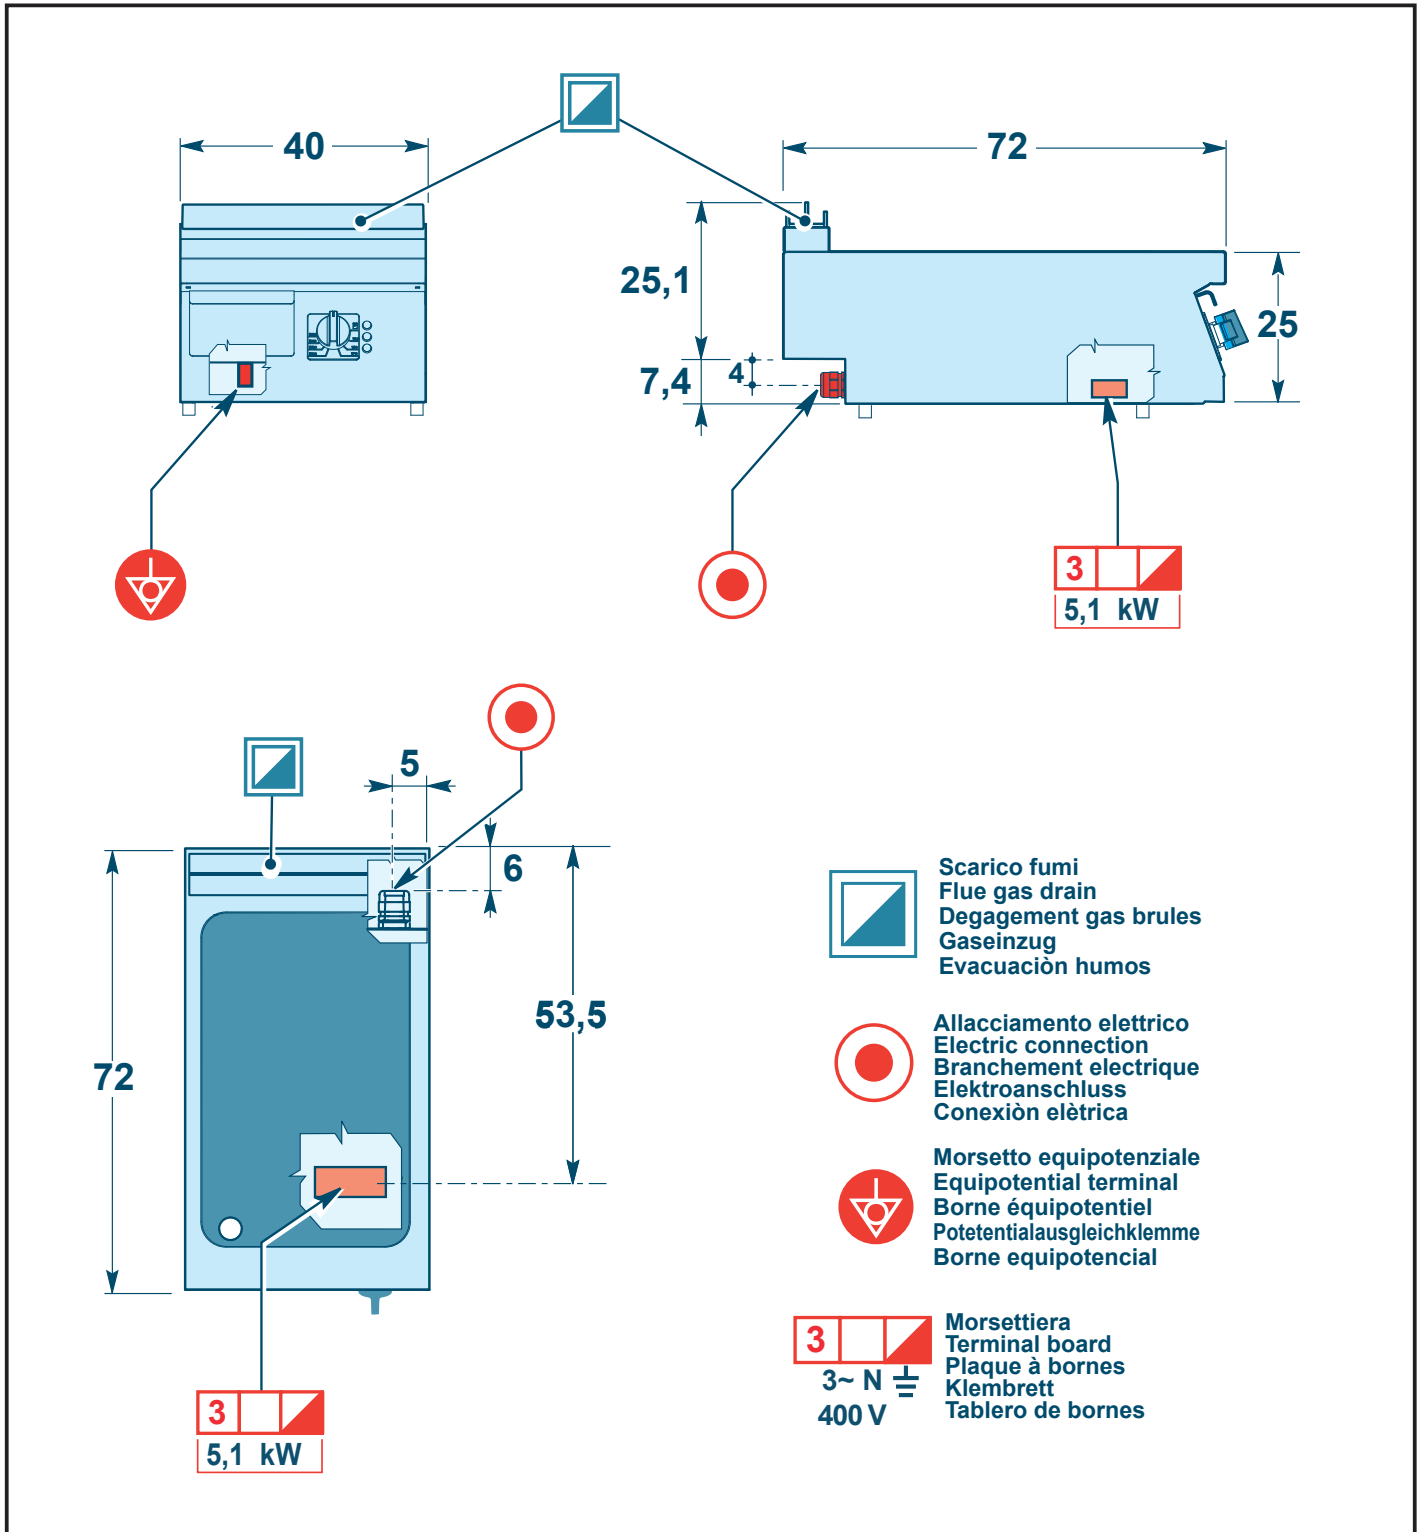 40
72
25,1
25
7,4
4
3
5,1 kW
5
6
53,5
72
3
5,1 kW
Scarico fumi
Flue gas drain
Degagement gas brules
Gaseinzug
Evacuaciòn humos
Allacciamento elettrico
Electric connection
Branchement electrique
Elektroanschluss
Conexiòn elètrica
Morsetto equipotenziale
Equipotential terminal
Borne équipotentiel
Potetentialausgleichklemme
Borne equipotencial
3
3~ N
400 V
Morsettiera
Terminal board
Plaque à bornes
Klembrett
Tablero de bornes